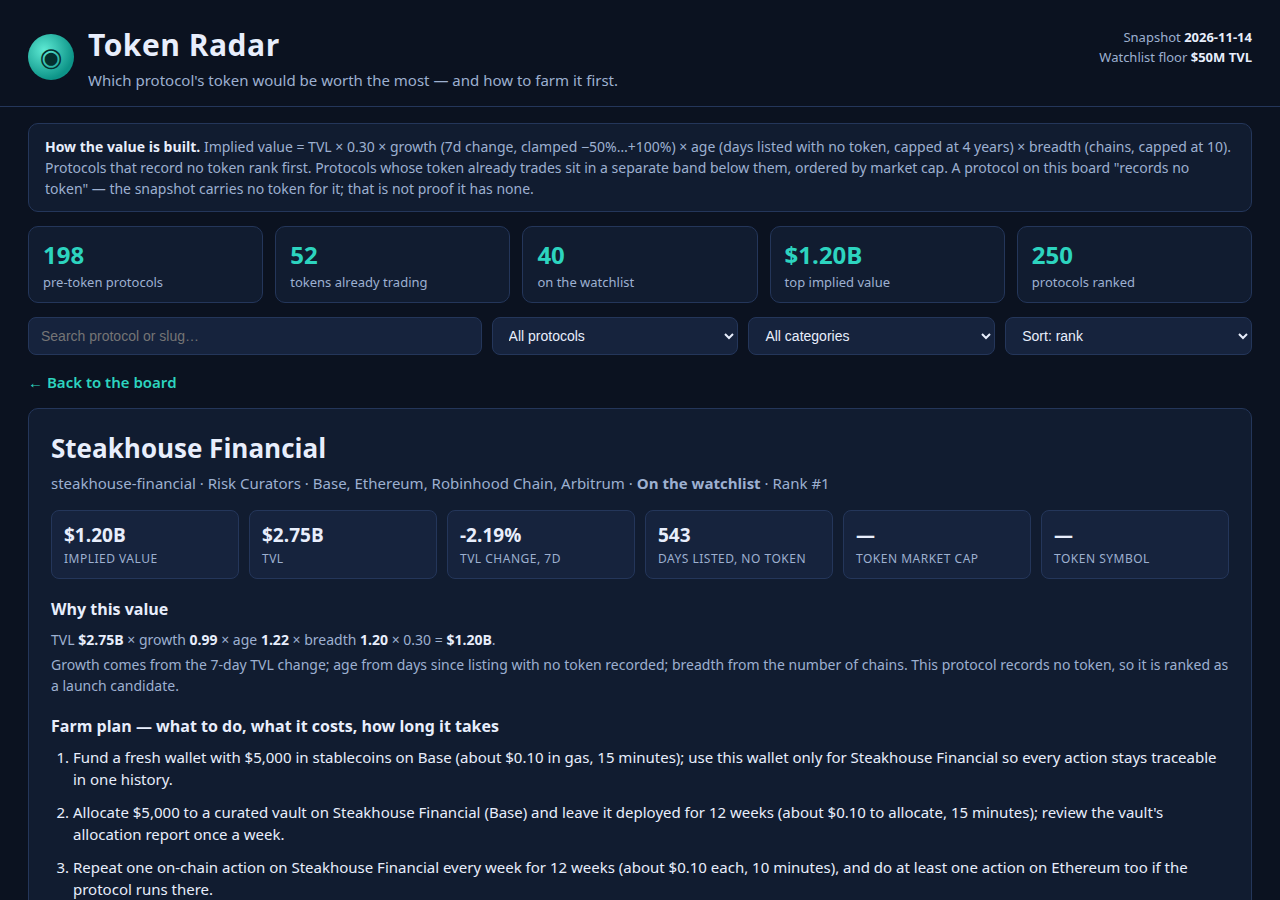 Token Radar
Which protocol's token would be worth the most — and how to farm it first.
Snapshot 2026-11-14
Watchlist floor $50M TVL
How the value is built. Implied value = TVL × 0.30 × growth (7d change, clamped −50%…+100%) × age (days listed with no token, capped at 4 years) × breadth (chains, capped at 10).
Protocols that record no token rank first. Protocols whose token already trades sit in a separate band below them, ordered by market cap. A protocol on this board "records no
token" — the snapshot carries no token for it; that is not proof it has none.
198
pre-token protocols
52
tokens already trading
40
on the watchlist
$1.20B
top implied value
250
protocols ranked
Search protocol or slug…
All protocols
All categories
Sort: rank
← Back to the board
Steakhouse Financial
steakhouse-financial · Risk Curators · Base, Ethereum, Robinhood Chain, Arbitrum · On the watchlist · Rank #1
$1.20B
IMPLIED VALUE
$2.75B
TVL
-2.19%
TVL CHANGE, 7D
543
DAYS LISTED, NO TOKEN
—
TOKEN MARKET CAP
—
TOKEN SYMBOL
Why this value
TVL $2.75B × growth 0.99 × age 1.22 × breadth 1.20 × 0.30 = $1.20B.
Growth comes from the 7-day TVL change; age from days since listing with no token recorded; breadth from the number of chains. This protocol records no token, so it is ranked as
a launch candidate.
Farm plan — what to do, what it costs, how long it takes
1. Fund a fresh wallet with $5,000 in stablecoins on Base (about $0.10 in gas, 15 minutes); use this wallet only for Steakhouse Financial so every action stays traceable
in one history.
2. Allocate $5,000 to a curated vault on Steakhouse Financial (Base) and leave it deployed for 12 weeks (about $0.10 to allocate, 15 minutes); review the vault's
allocation report once a week.
3. Repeat one on-chain action on Steakhouse Financial every week for 12 weeks (about $0.10 each, 10 minutes), and do at least one action on Ethereum too if the
protocol runs there.